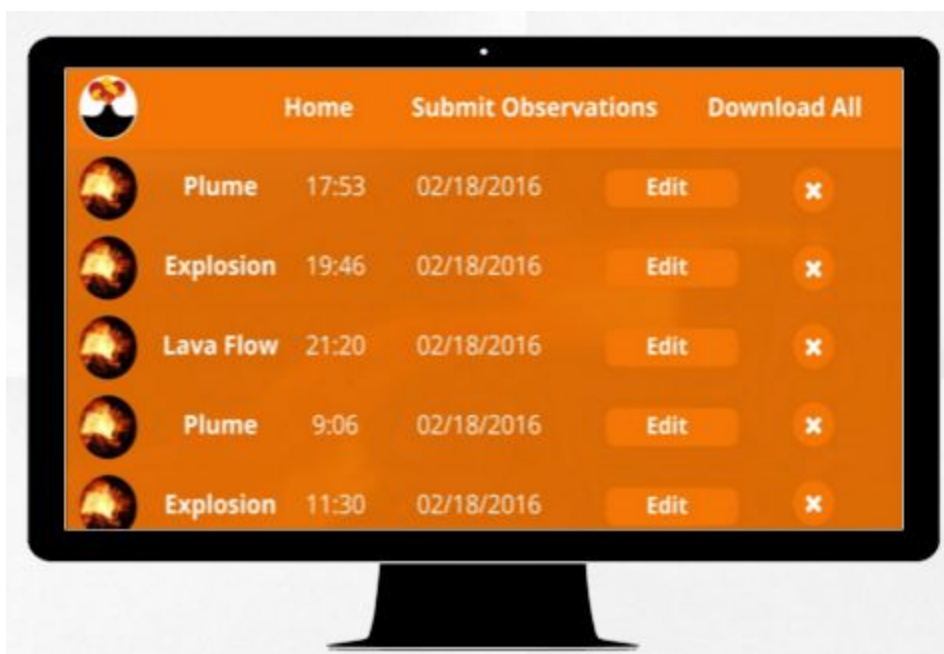 Home Submit Observations Download All
Plume 17:53 02/18/2016 Edit
Explosion 19:46 02/18/2016 Edit
Lava Flow 21:20 02/18/2016 Edit
Plume 9:06 02/18/2016 Edit
Explosion 11:30 02/18/2016 Edit